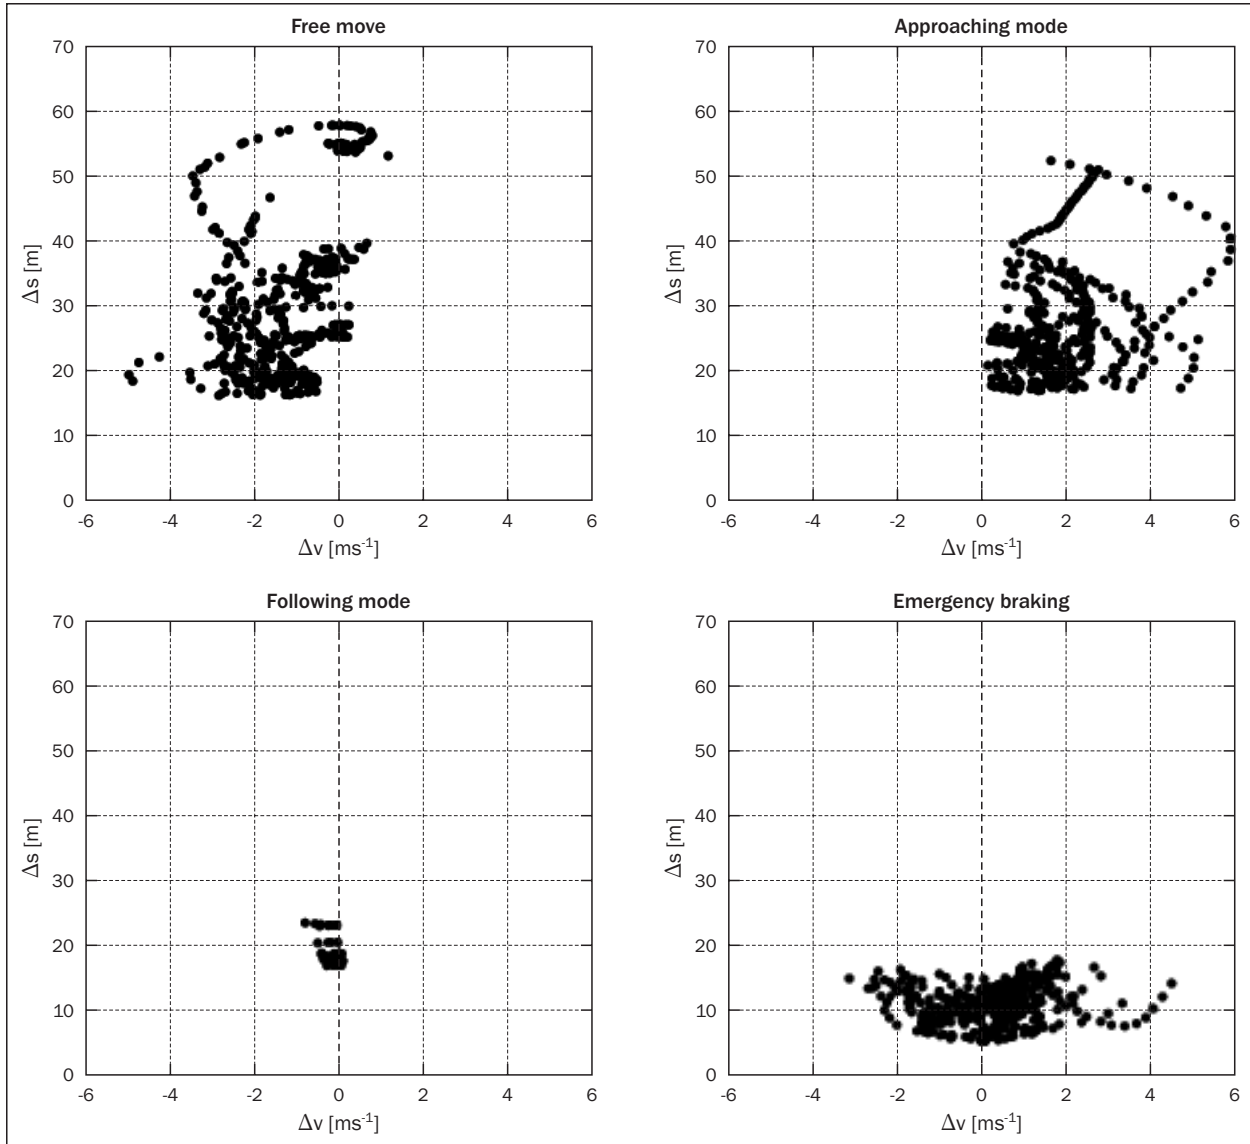 Free move
70
60
50
40
30
20
10
0
Δs [m]
-6 -4 -2 0 2 4 6
Δv [ms-1]
Approaching mode
70
60
50
40
30
20
10
0
Δs [m]
-6 -4 -2 0 2 4 6
Δv [ms-1]
Following mode
70
60
50
40
30
20
10
0
Δs [m]
-6 -4 -2 0 2 4 6
Δv [ms-1]
Emergency braking
70
60
50
40
30
20
10
0
Δs [m]
-6 -4 -2 0 2 4 6
Δv [ms-1]